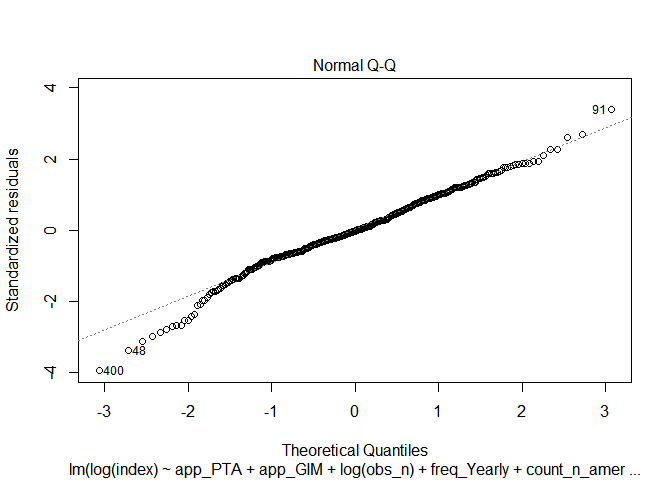 Normal Q-Q
4
2
0
-2
-4
Standardized residuals
91
48
400
-3 -2 -1 0 1 2 3
Theoretical Quantiles
lm(log(index) ~ app_PTA + app_GIM + log(obs_n) + freq_Yearly + count_n_amer ...